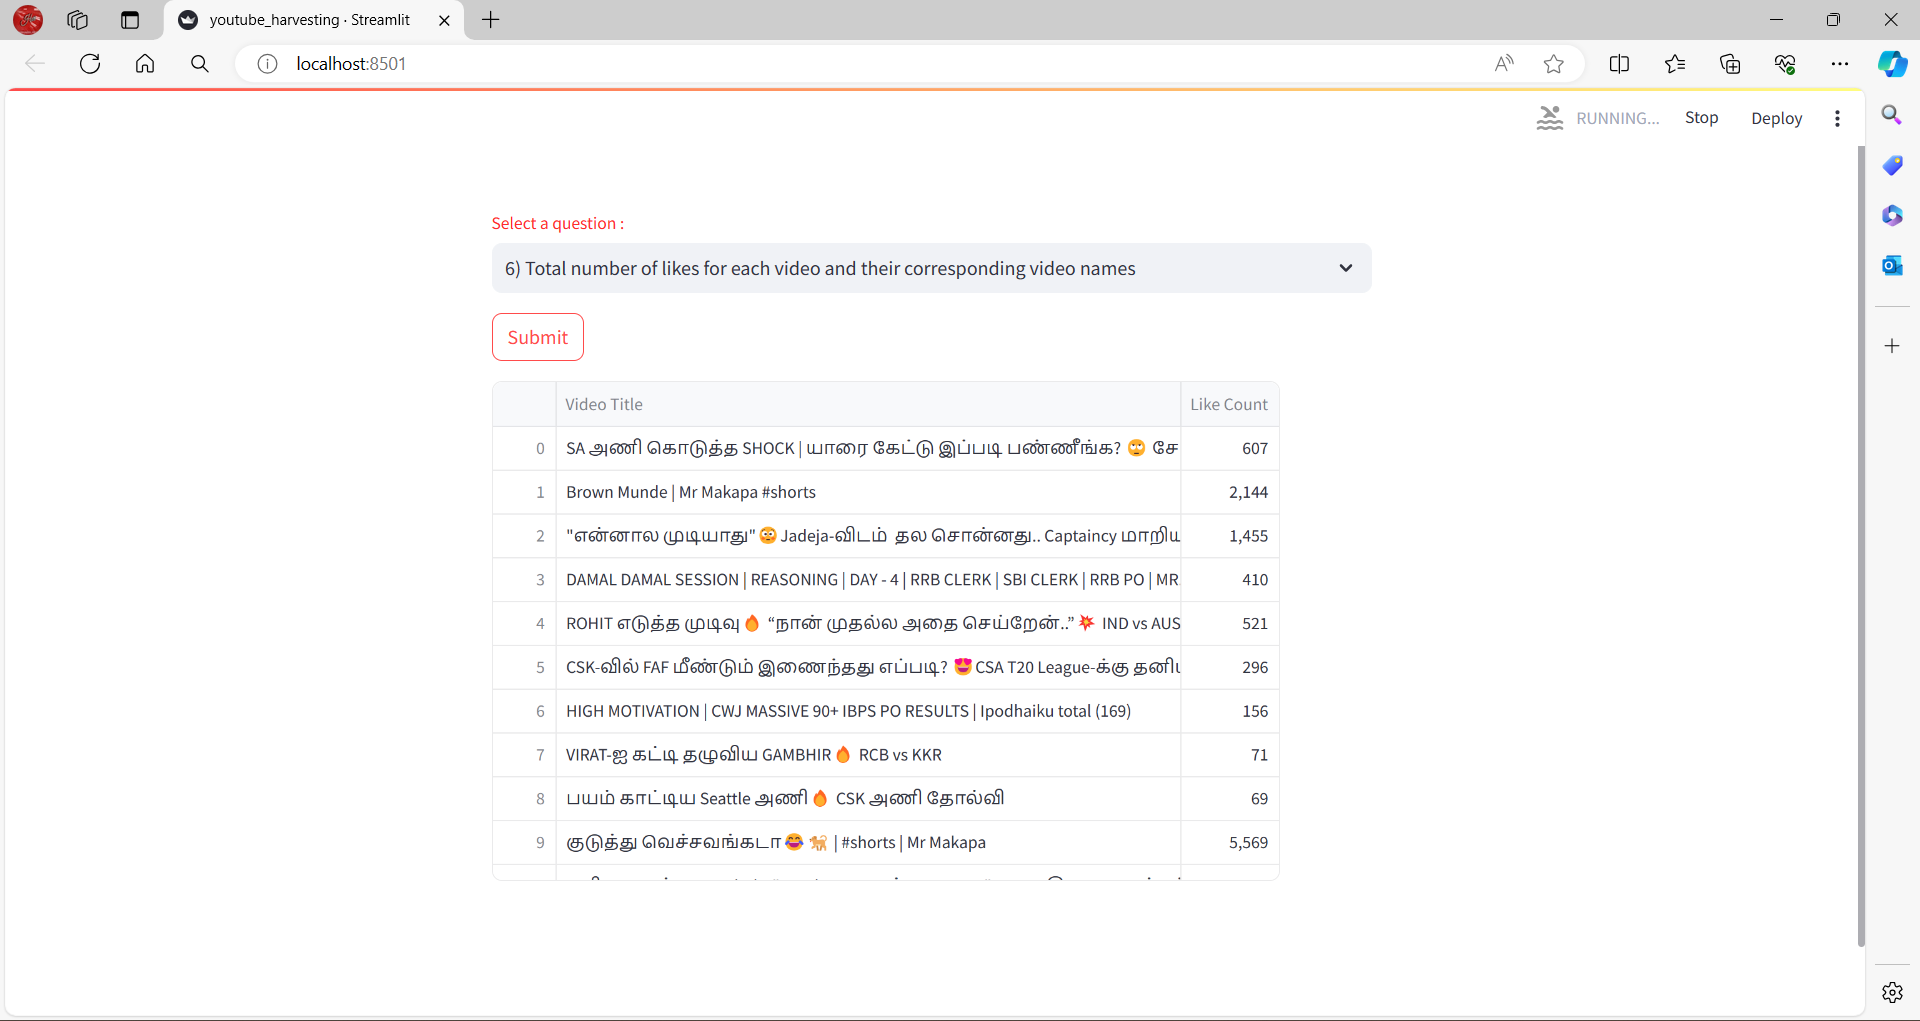 youtube_harvesting · Streamlit
localhost:8501
RUNNING... Stop Deploy
Select a question :
6) Total number of likes for each video and their corresponding video names
Submit
Video Title Like Count
0 SA அணி கொடுத்த SHOCK | யாரை கேட்டு இப்படி பண்ணீங்க? 🙄 சே 607
1 Brown Munde | Mr Makapa #shorts 2,144
2 "என்னால முடியாது" 😳 Jadeja-விடம் தல சொன்னது.. Captaincy மாறிய 1,455
3 DAMAL DAMAL SESSION | REASONING | DAY - 4 | RRB CLERK | SBI CLERK | RRB PO | MR. 410
4 ROHIT எடுத்த முடிவு 🔥 “நான் முதல்ல அதை செய்றேன்..” 💥 IND vs AUS 521
5 CSK-வில் FAF மீண்டும் இணைந்தது எப்படி? 😍 CSA T20 League-க்கு தனி 296
6 HIGH MOTIVATION | CWJ MASSIVE 90+ IBPS PO RESULTS | Ipodhaiku total (169) 156
7 VIRAT-ஐ கட்டி தழுவிய GAMBHIR 🔥 RCB vs KKR 71
8 பயம் காட்டிய Seattle அணி 🔥 CSK அணி தோல்வி 69
9 குடுத்து வெச்சவங்கடா 😂 🐈 | #shorts | Mr Makapa 5,569